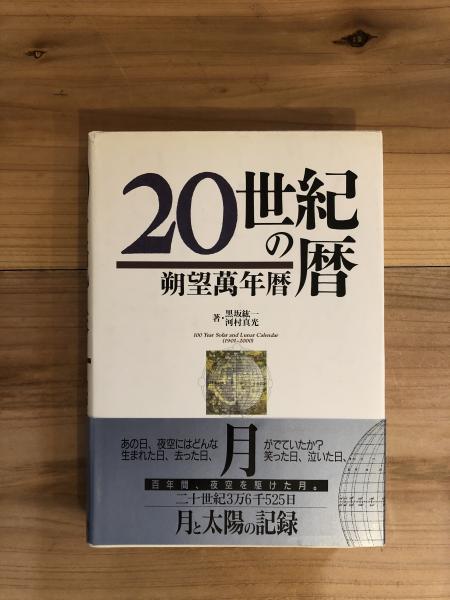 20世紀の暦
朔望萬年暦
著・黒坂紘一
河村真光
100 Year Solar and Lunar Calendar
(1901~2000)
あの日、夜空にはどんな月がでていたか?
生まれた日、去った日、笑った日、泣いた日、
百年間、夜空を駆けた月。
二十世紀3万6千525日
月と太陽の記録